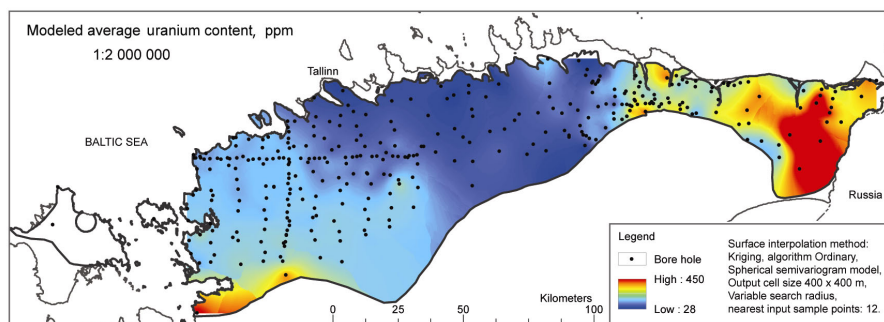 Modeled average uranium content, ppm
1:2 000 000
Tallinn
BALTIC SEA
Russia
Legend
Bore hole
High : 450
Low : 28
Surface interpolation method:
Kriging, algorithm Ordinary,
Spherical semivariogram model,
Output cell size 400 x 400 m,
Variable search radius,
nearest input sample points: 12.
Kilometers
0 25 50 100